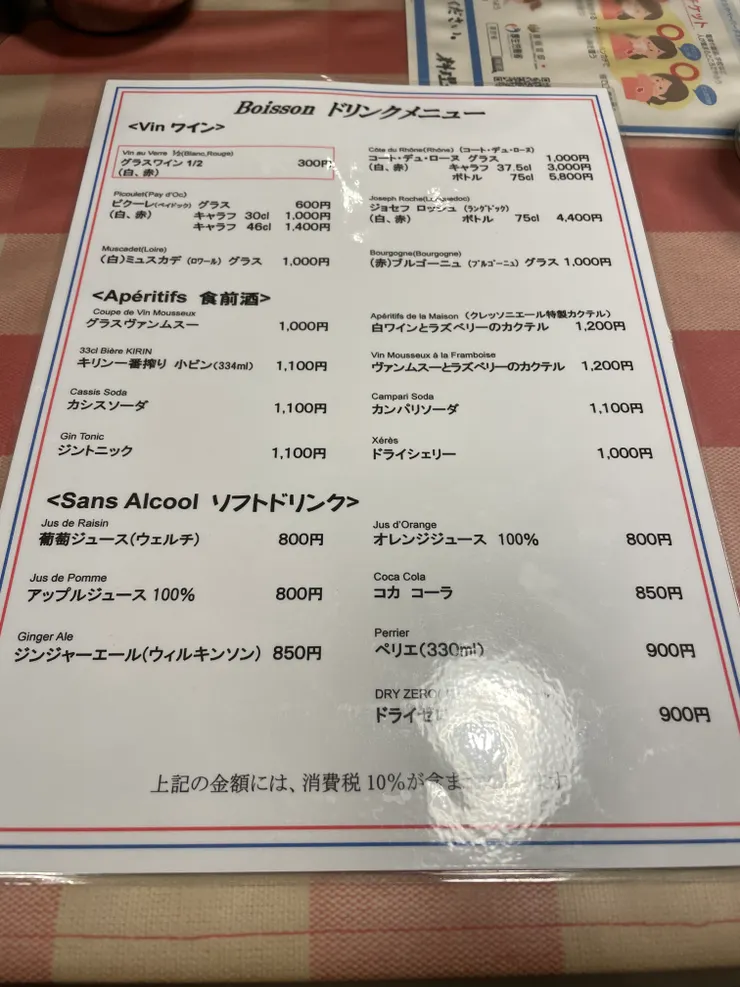 Boisson ドリンクメニュー
<Vin ワイン>
Vin au Verre ½(Blanc,Rouge)
グラスワイン 1/2 300円
(白、赤)
Picoulet(Pay d'Oc)
ピクーレ(ペイドック) グラス 600円
(白、赤) キャラフ 30cl 1,000円
キャラフ 46cl 1,400円
Muscadet(Loire)
(白)ミュスカデ (ロワール) グラス 1,000円
Côte du Rhône(Rhône) (コート・デュ・ローヌ)
コート・デュ・ローヌ グラス 1,000円
(白、赤) キャラフ 37.5cl 3,000円
ボトル 75cl 5,800円
Joseph Roche
ジョセフ ロッシュ (ラングドック)
(白、赤) ボトル 75cl 4,400円
Bourgogne(Bourgogne)
(赤)ブルゴーニュ (ブルゴーニュ) グラス 1,000円
<Apéritifs 食前酒>
Coupe de Vin Mousseux
グラスヴァンムスー 1,000円
33cl Bière KIRIN
キリン一番搾り 小ビン(334ml) 1,100円
Cassis Soda
カシスソーダ 1,100円
Gin Tonic
ジントニック 1,100円
Apéritifs de la Maison (クレッソニエール特製カクテル)
白ワインとラズベリーのカクテル 1,200円
Vin Mousseux à la Framboise
ヴァンムスーとラズベリーのカクテル 1,200円
Campari Soda
カンパリソーダ 1,100円
Xérès
ドライシェリー 1,000円
<Sans Alcool ソフトドリンク>
Jus de Raisin
葡萄ジュース(ウェルチ) 800円
Jus de Pomme
アップルジュース 100% 800円
Ginger Ale
ジンジャーエール(ウィルキンソン) 850円
Jus d'Orange
オレンジジュース 100% 800円
Coca Cola
コカ コーラ 850円
Perrier
ペリエ(330ml) 900円
DRY ZERO
ドライゼロ 900円
上記の金額には、消費税10%が含ま
ください。
料理
ケット